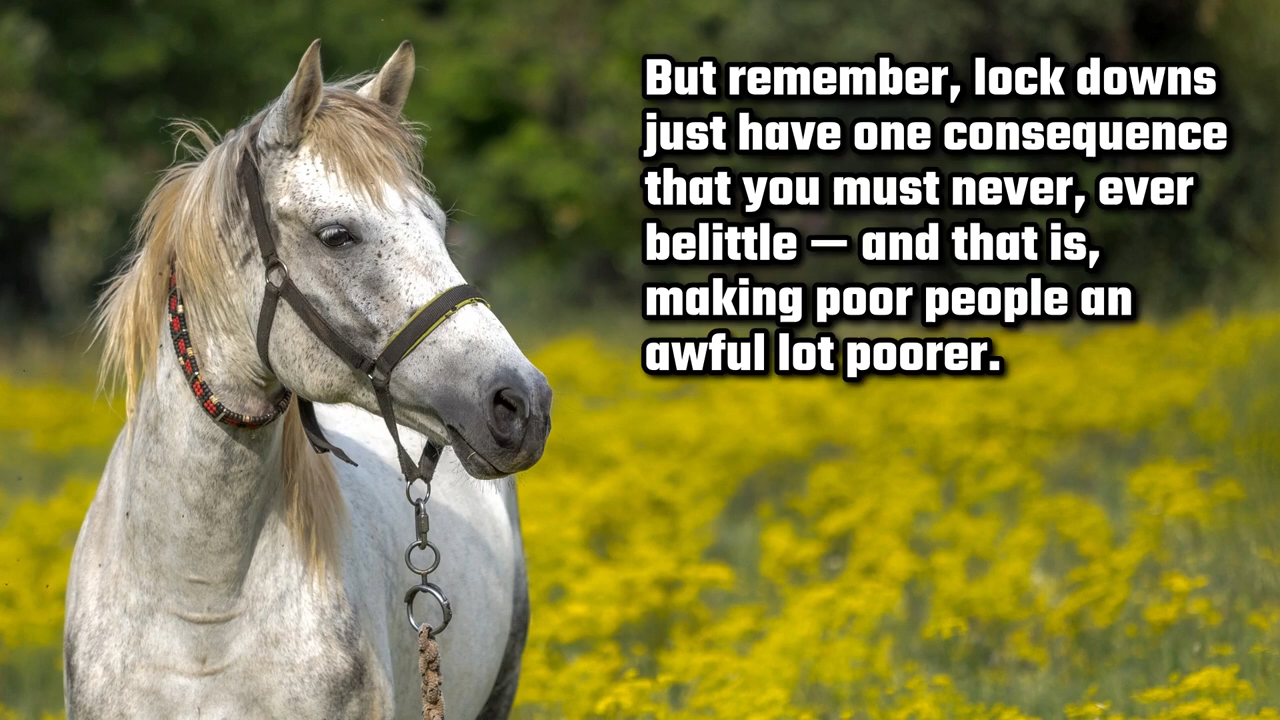 But remember, lock downs
just have one consequence
that you must never, ever
belittle — and that is,
making poor people an
awful lot poorer.